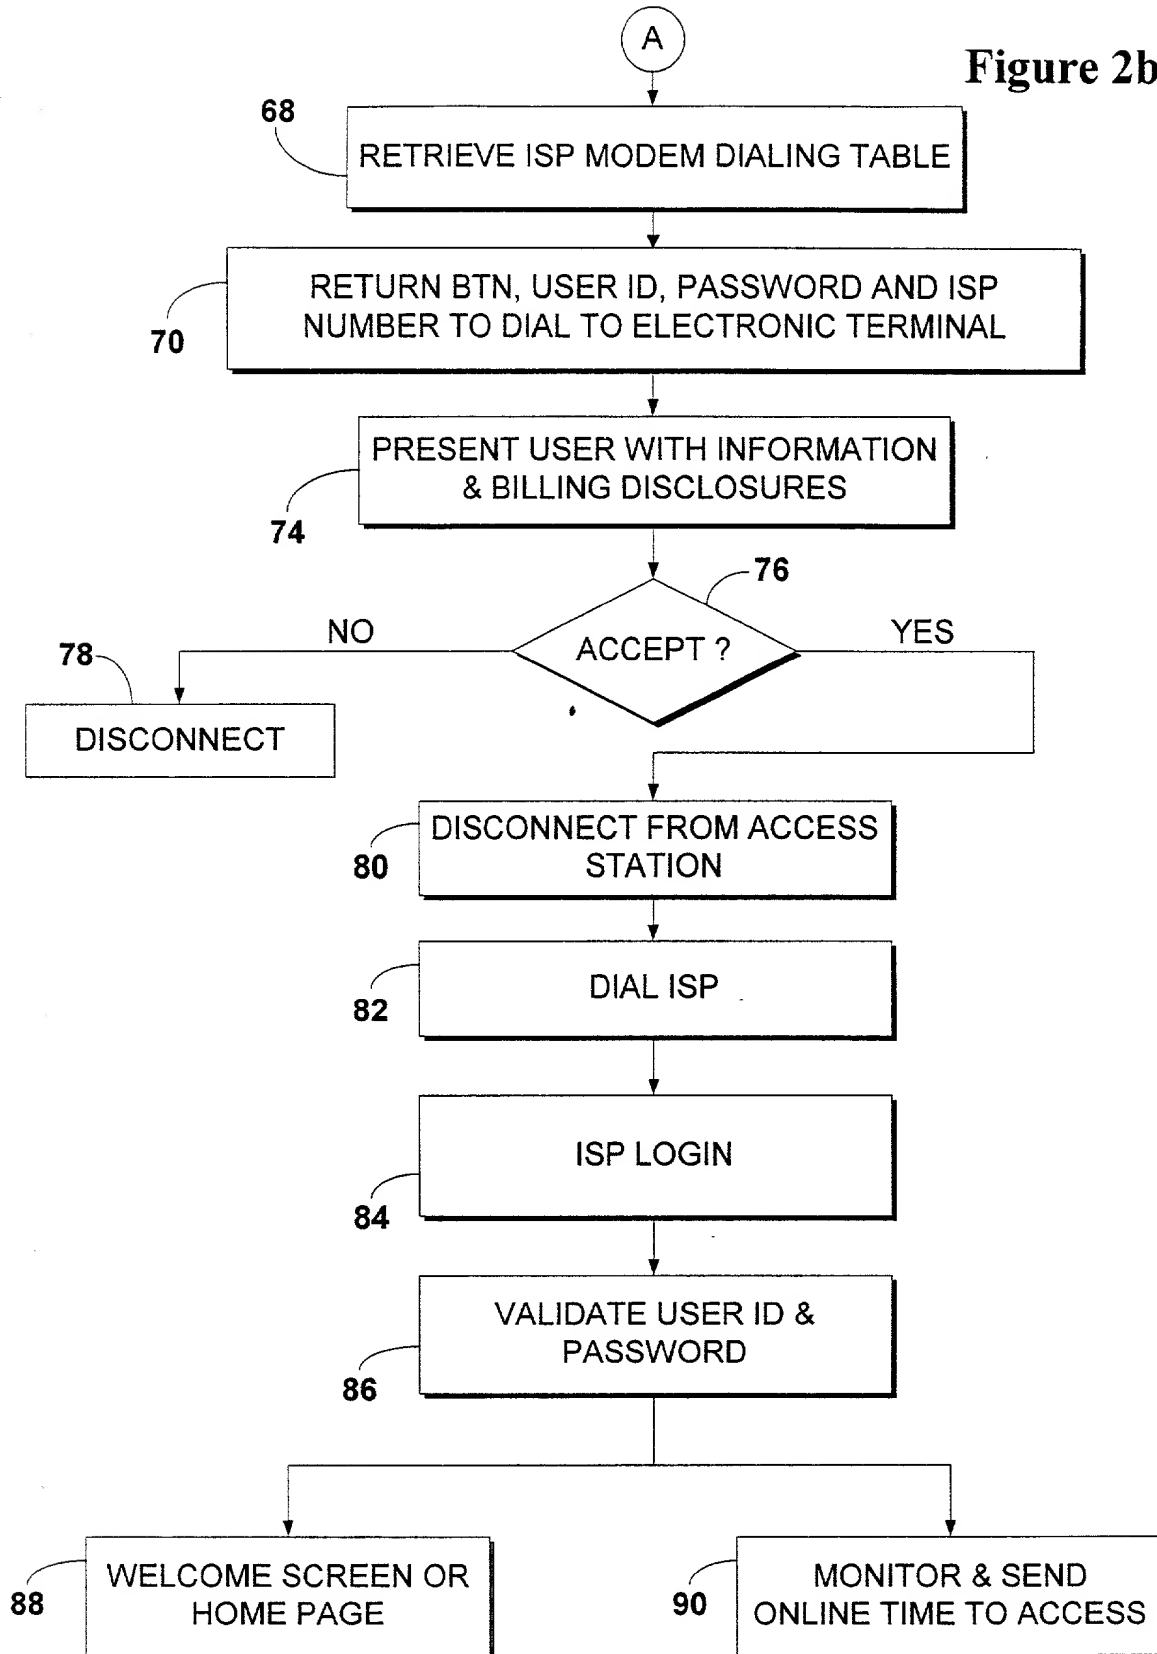 A
Figure 2b
68
RETRIEVE ISP MODEM DIALING TABLE
RETURN BTN, USER ID, PASSWORD AND ISP
NUMBER TO DIAL TO ELECTRONIC TERMINAL
70
PRESENT USER WITH INFORMATION
& BILLING DISCLOSURES
74
76
NO
YES
ACCEPT ?
78
DISCONNECT
DISCONNECT FROM ACCESS
STATION
80
DIAL ISP
82
ISP LOGIN
84
VALIDATE USER ID &
PASSWORD
86
WELCOME SCREEN OR
HOME PAGE
88
MONITOR & SEND
ONLINE TIME TO ACCESS
90